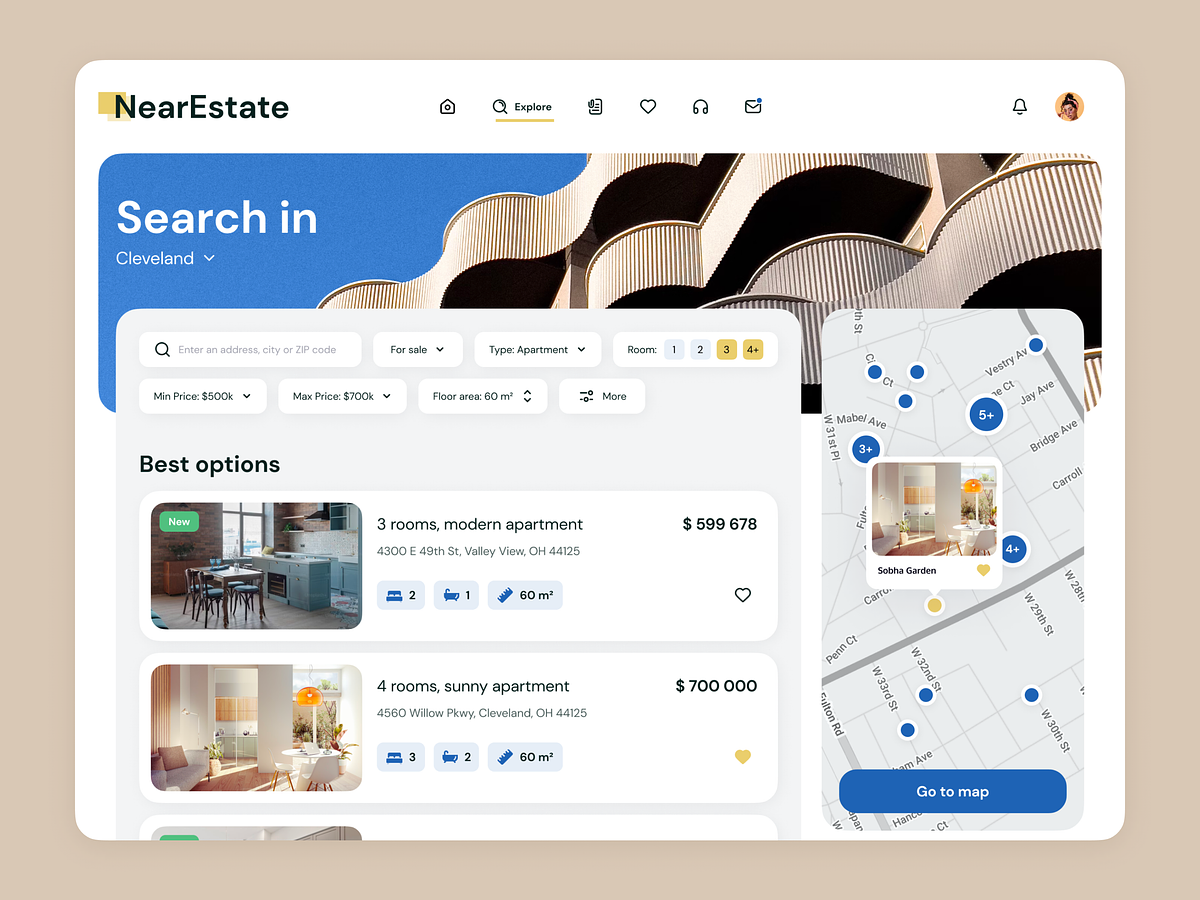 NearEstate
Explore
Search in
Cleveland
Enter an address, city or ZIP code
For sale
Type: Apartment
Room: 1 2 3 4+
Min Price: $500k
Max Price: $700k
Floor area: 60 m²
More
Best options
New
3 rooms, modern apartment
$ 599 678
4300 E 49th St, Valley View, OH 44125
2
1
60 m²
4 rooms, sunny apartment
$ 700 000
4560 Willow Pkwy, Cleveland, OH 44125
3
2
60 m²
Vestry Av
Jay Ave
Bridge Ave
Carroll
Mabel Ave
W 31st Pl
5+
3+
4+
Sobha Garden
Penn Ct
W 28th
W 29th St
W 32nd St
W 33rd St
W 30th St
Fulton Rd
Go to map